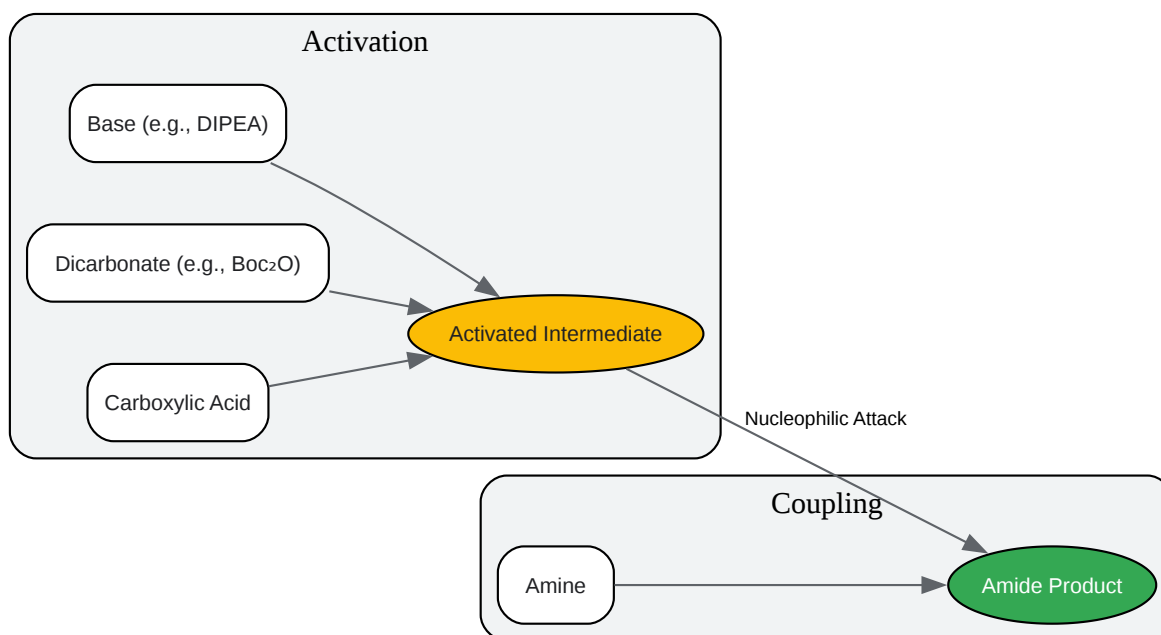 Activation
Base (e.g., DIPEA)
Dicarbonate (e.g., Boc₂O)
Activated Intermediate
Carboxylic Acid
Nucleophilic Attack
Coupling
Amine
Amide Product